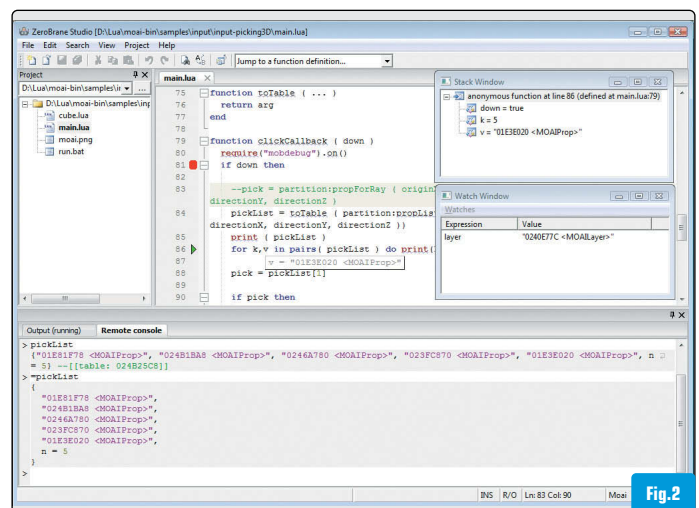 ZeroBrane Studio [D:\Lua\moai-bin\samples\input\input-picking3D\main.lua]
File Edit Search View Project Help
Jump to a function definition...
Project
D:\Lua\moai-bin\samples\ir
D:\Lua\moai-bin\samples\inp
cube.lua
main.lua
moai.png
run.bat
main.lua
75 function toTable ( ... )
76 return arg
77 end
78
79 function clickCallback ( down )
80 require("mobdebug").on()
81 if down then
82
83 --pick = partition:propForRay ( origin
directionY, directionZ )
84 pickList = toTable ( partition:propLis
directionX, directionY, directionZ ))
85 print ( pickList )
86 for k,v in pairs( pickList ) do print(
87 v = "01E3E020 <MOAIProp>"
88 pick = pickList[1]
89
90 if pick then
Stack Window
anonymous function at line 86 (defined at main.lua:79)
down = true
k = 5
v = "01E3E020 <MOAIProp>"
Watch Window
Watches
Expression Value
layer "0240E77C <MOAILayer>"
Output (running) Remote console
> pickList
{"01E81F78 <MOAIProp>", "024B1BA8 <MOAIProp>", "0246A780 <MOAIProp>", "023FC870 <MOAIProp>", "01E3E020 <MOAIProp>", n
= 5} --[[table: 024B25C8]]
> =pickList
{
"01E81F78 <MOAIProp>",
"024B1BA8 <MOAIProp>",
"0246A780 <MOAIProp>",
"023FC870 <MOAIProp>",
"01E3E020 <MOAIProp>",
n = 5
}
>
INS R/O Ln: 83 Col: 90 Moai
Fig.2